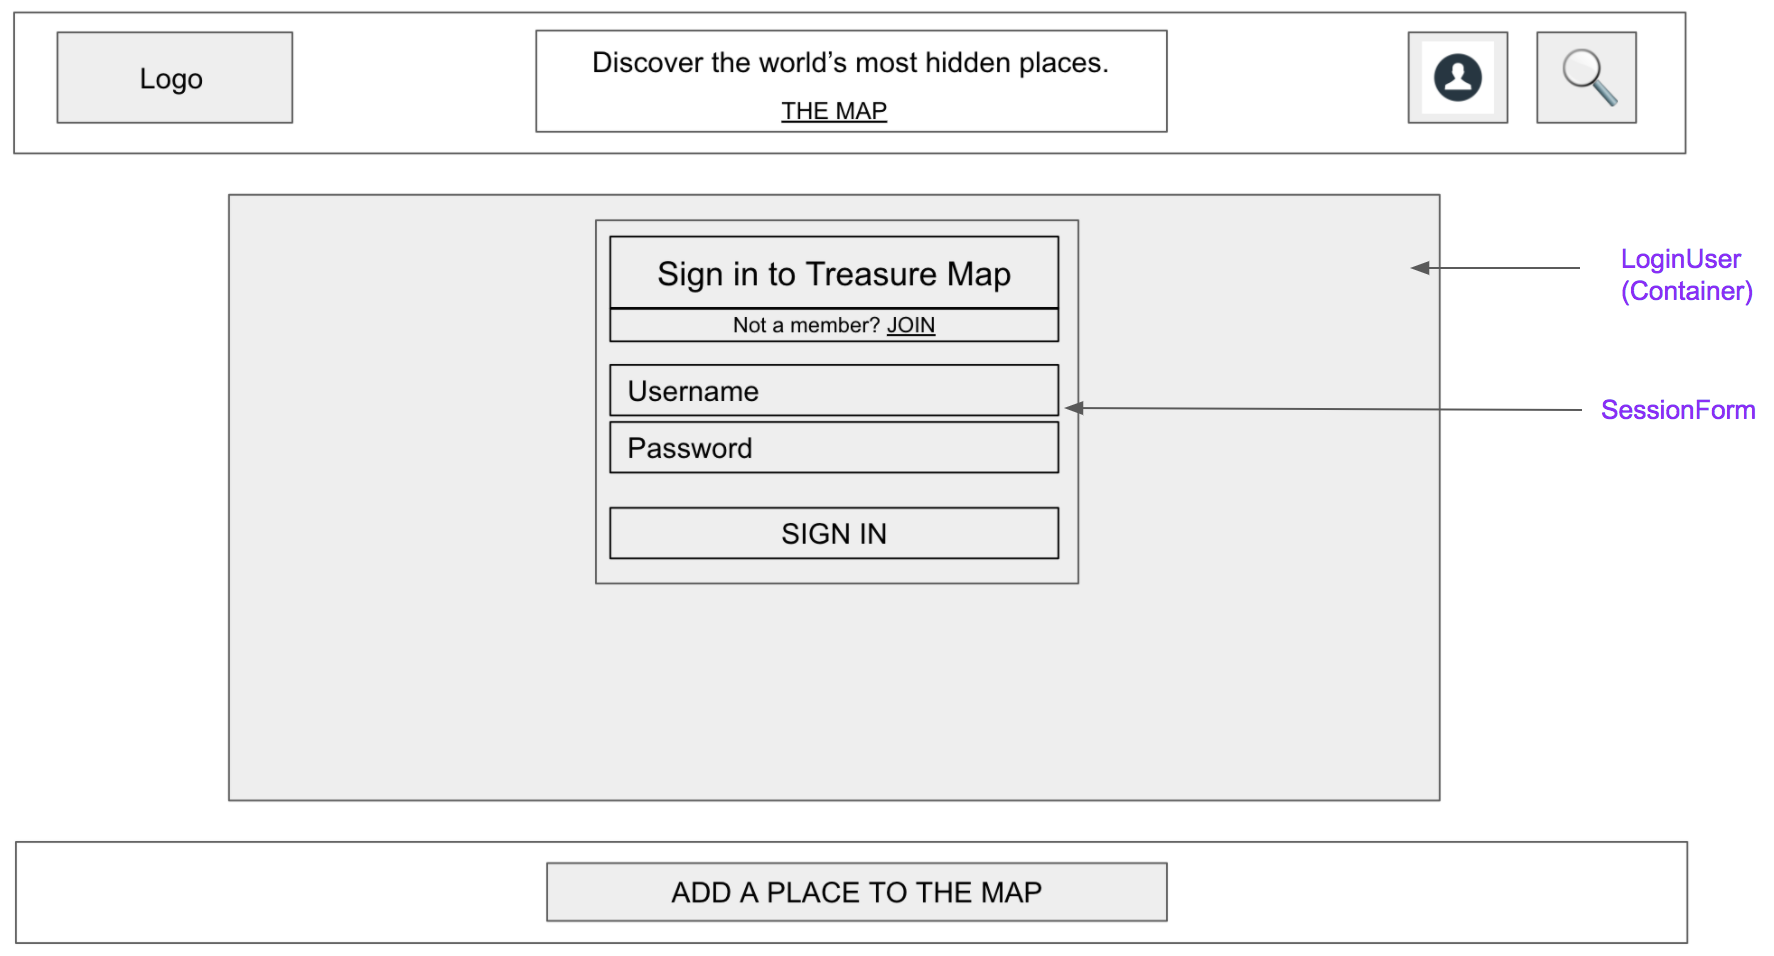 Logo
Discover the world’s most hidden places.
THE MAP
Sign in to Treasure Map
Not a member? JOIN
Username
Password
SIGN IN
LoginUser
(Container)
SessionForm
ADD A PLACE TO THE MAP